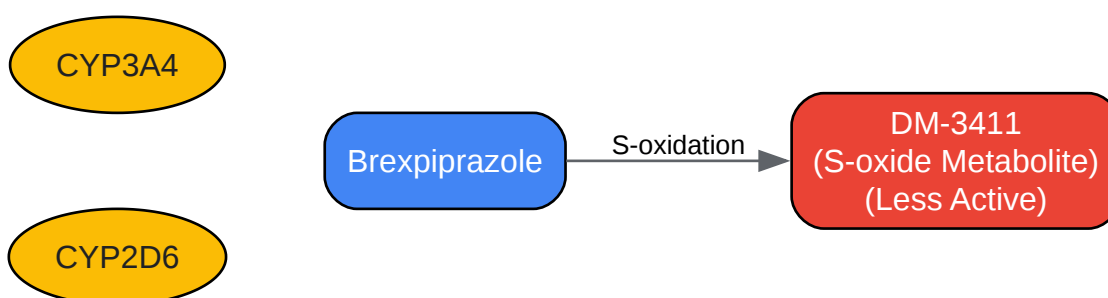 CYP3A4
Brexpiprazole
S-oxidation
DM-3411
(S-oxide Metabolite)
(Less Active)
CYP2D6